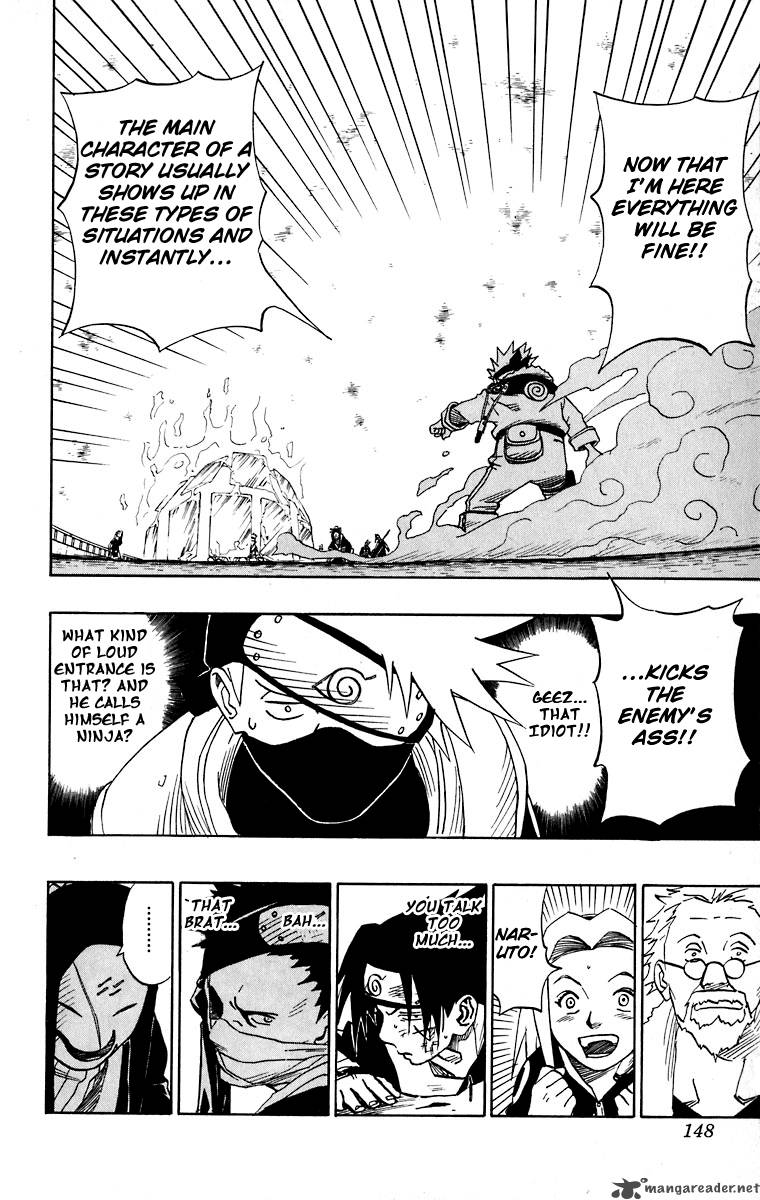 NOW THAT
I'M HERE
EVERYTHING
WILL BE
FINE!!
THE MAIN
CHARACTER OF A
STORY USUALLY
SHOWS UP IN
THESE TYPES OF
SITUATIONS AND
INSTANTLY...
...KICKS
THE
ENEMY'S
ASS!!
GEEZ...
THAT
IDIOT!!
WHAT KIND
OF LOUD
ENTRANCE IS
THAT? AND
HE CALLS
HIMSELF A
NINJA?
NAR-
UTO!
YOU TALK
TOO
MUCH...
BAH...
THAT
BRAT...
.........
148
mangareader.net